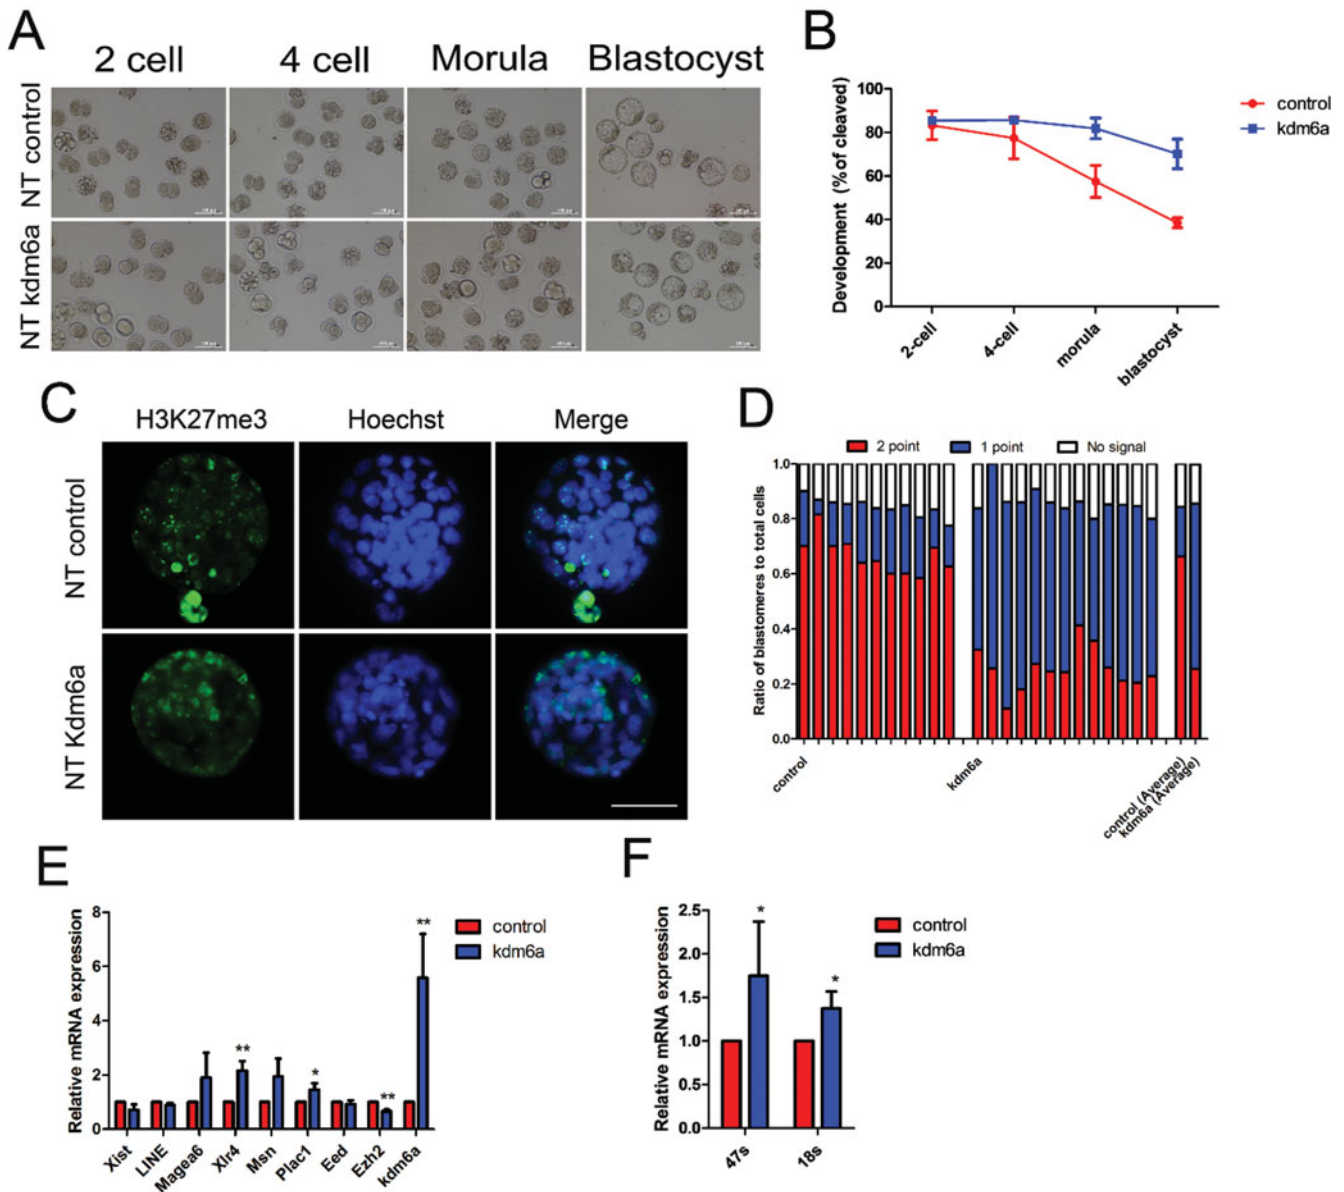 A
2 cell 4 cell Morula Blastocyst
NT control
NT kdm6a
B
Development (% of cleaved)
100
80
60
40
20
0
2-cell
4-cell
morula
blastocyst
control
kdm6a
C
H3K27me3 Hoechst Merge
NT control
NT Kdm6a
D
2 point 1 point No signal
Ratio of blastomeres to total cells
1.0
0.8
0.6
0.4
0.2
0.0
control
kdm6a
control (Average)
kdm6a (Average)
E
Relative mRNA expression
8
6
4
2
0
**
*
**
**
Xist
LINE
Magea6
Xlr4
Msn
Plac1
Eed
Ezh2
kdm6a
control
kdm6a
F
Relative mRNA expression
2.5
2.0
1.5
1.0
0.5
0.0
*
*
47s
18s
control
kdm6a